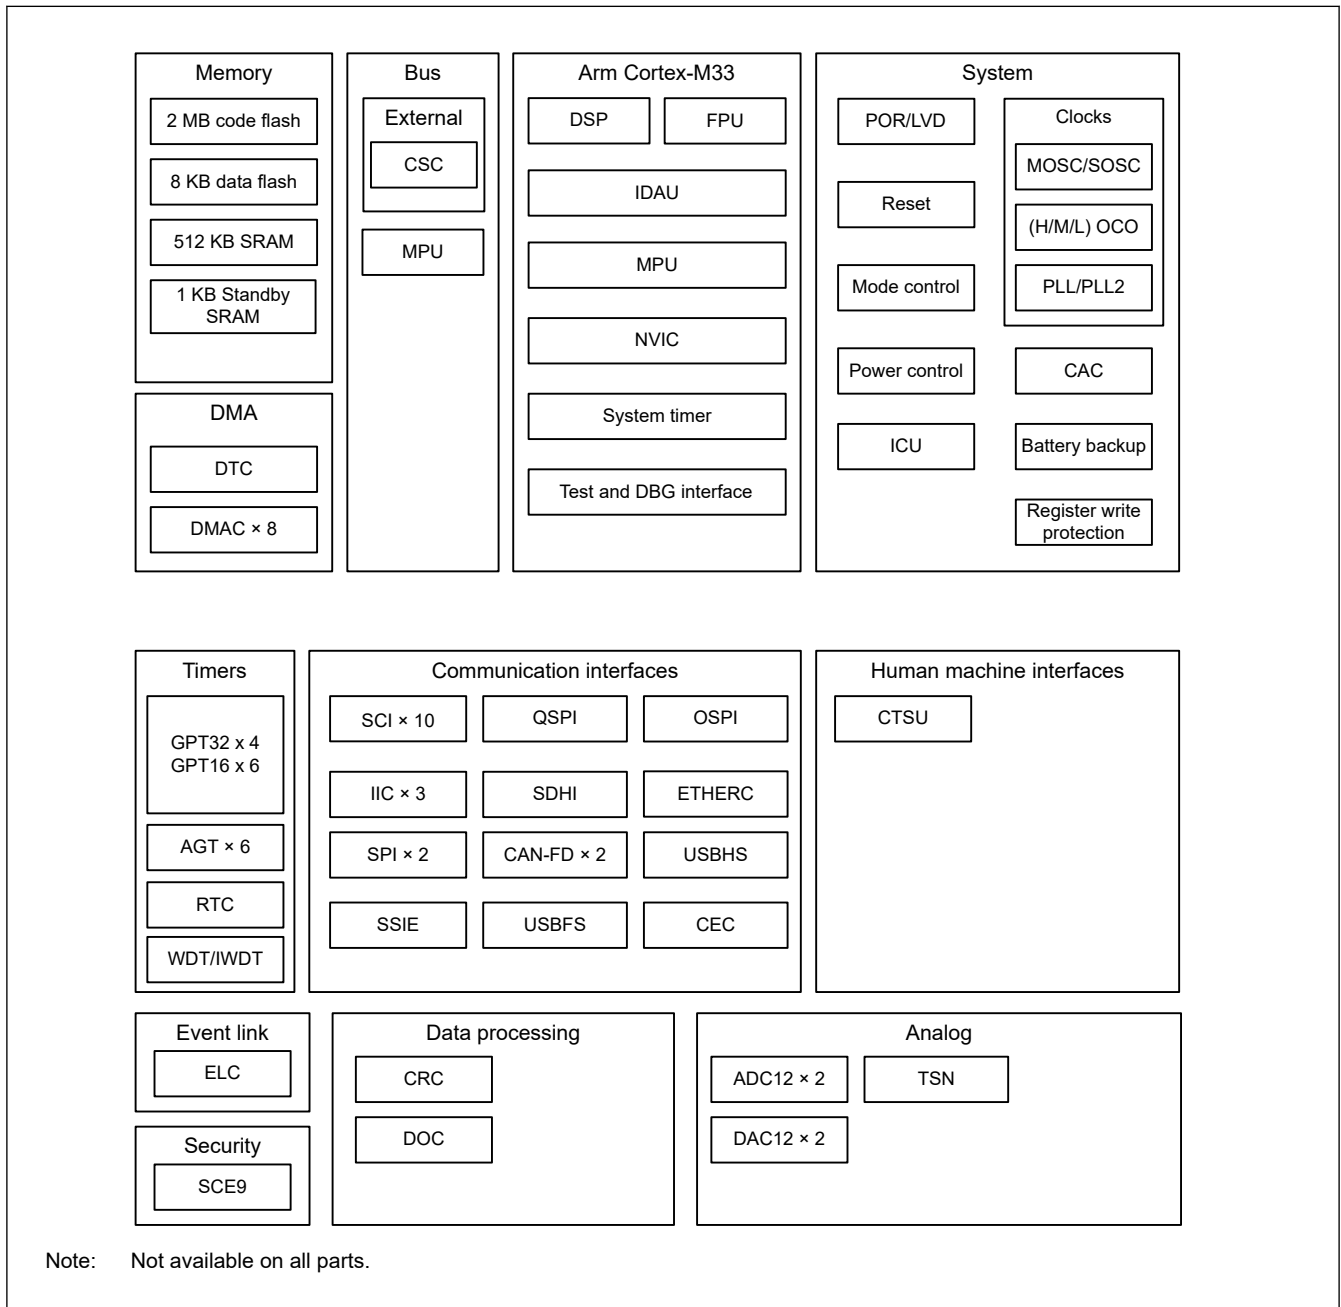 Memory
2 MB code flash
8 KB data flash
512 KB SRAM
1 KB Standby
SRAM
DMA
DTC
DMAC × 8
Bus
External
CSC
MPU
Arm Cortex-M33
DSP
FPU
IDAU
MPU
NVIC
System timer
Test and DBG interface
System
POR/LVD
Reset
Mode control
Power control
ICU
Clocks
MOSC/SOSC
(H/M/L) OCO
PLL/PLL2
CAC
Battery backup
Register write
protection
Timers
GPT32 x 4
GPT16 x 6
AGT × 6
RTC
WDT/IWDT
Communication interfaces
SCI × 10
QSPI
OSPI
IIC × 3
SDHI
ETHERC
SPI × 2
CAN-FD × 2
USBHS
SSIE
USBFS
CEC
Human machine interfaces
CTSU
Event link
ELC
Security
SCE9
Data processing
CRC
DOC
Analog
ADC12 × 2
TSN
DAC12 × 2
Note: Not available on all parts.